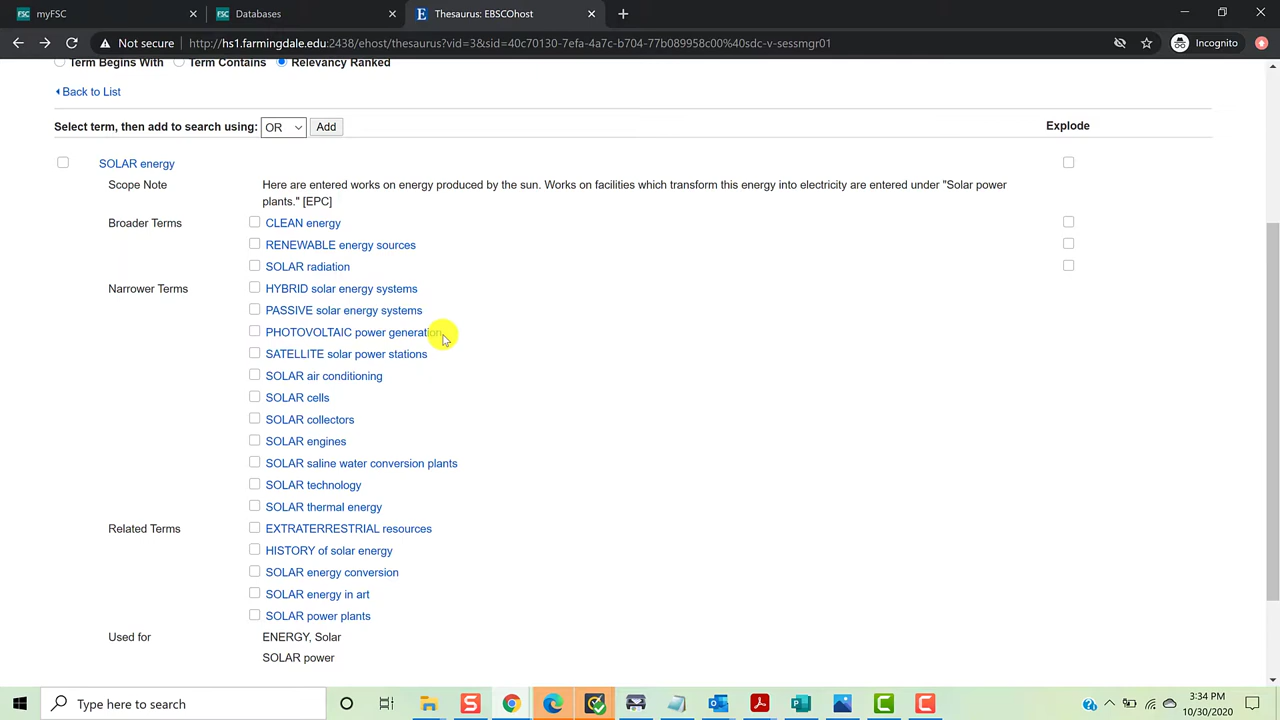 myFSC
Databases
Thesaurus: EBSCOhost
Not secure
http://hs1.farmingdale.edu:2438/ehost/thesaurus?vid=3&sid=40c70130-7efa-4a7c-b704-77b089958c00%40sdc-v-sessmgr01
Incognito
Term Begins With Term Contains Relevancy Ranked
Back to List
Select term, then add to search using: OR Add Explode
SOLAR energy
Scope Note Here are entered works on energy produced by the sun. Works on facilities which transform this energy into electricity are entered under "Solar power
plants." [EPC]
Broader Terms CLEAN energy
RENEWABLE energy sources
SOLAR radiation
Narrower Terms HYBRID solar energy systems
PASSIVE solar energy systems
PHOTOVOLTAIC power generation
SATELLITE solar power stations
SOLAR air conditioning
SOLAR cells
SOLAR collectors
SOLAR engines
SOLAR saline water conversion plants
SOLAR technology
SOLAR thermal energy
Related Terms EXTRATERRESTRIAL resources
HISTORY of solar energy
SOLAR energy conversion
SOLAR energy in art
SOLAR power plants
Used for ENERGY, Solar
SOLAR power
Type here to search
3:34 PM
10/30/2020